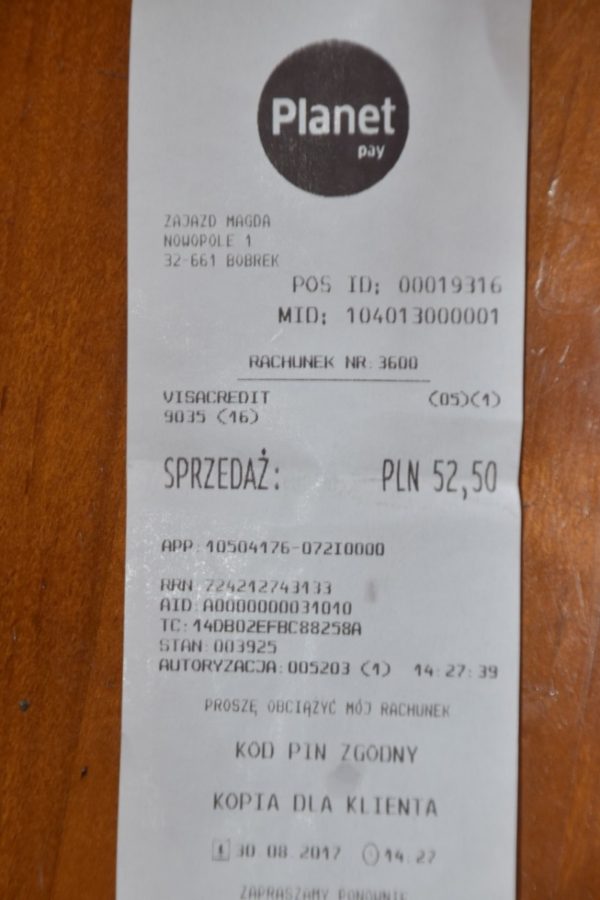 Planet
pay
ZAJAZD MAGDA
NOWOPOLE 1
32-661 BOBREK
POS ID: 00019316
MID: 104013000001
RACHUNEK NR:3600
VISACREDIT (05)(1)
9035 (16)
SPRZEDAŻ: PLN 52,50
APP:10504176-072I0000
RRN:724212743133
AID:A0000000031010
TC:14DB02EFBC88258A
STAN:003925
AUTORYZACJA:005203 (1) 14:27:39
PROSZĘ OBCIĄŻYĆ MÓJ RACHUNEK
KOD PIN ZGODNY
KOPIA DLA KLIENTA
30.08.2017 14:27
ZAPRASZAMY PONOWNIE